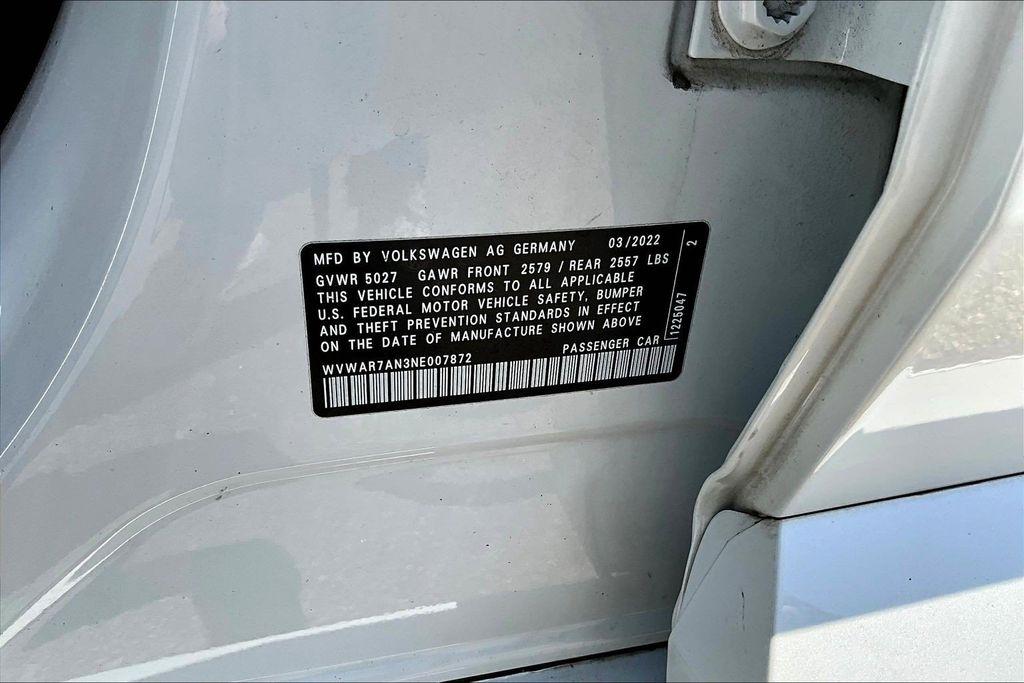 MFD BY VOLKSWAGEN AG GERMANY 03/2022
GVWR 5027 GAWR FRONT 2579 / REAR 2557 LBS
THIS VEHICLE CONFORMS TO ALL APPLICABLE
U.S. FEDERAL MOTOR VEHICLE SAFETY, BUMPER
AND THEFT PREVENTION STANDARDS IN EFFECT
ON THE DATE OF MANUFACTURE SHOWN ABOVE
WVWAR7AN3NE007872 PASSENGER CAR
1225047 2